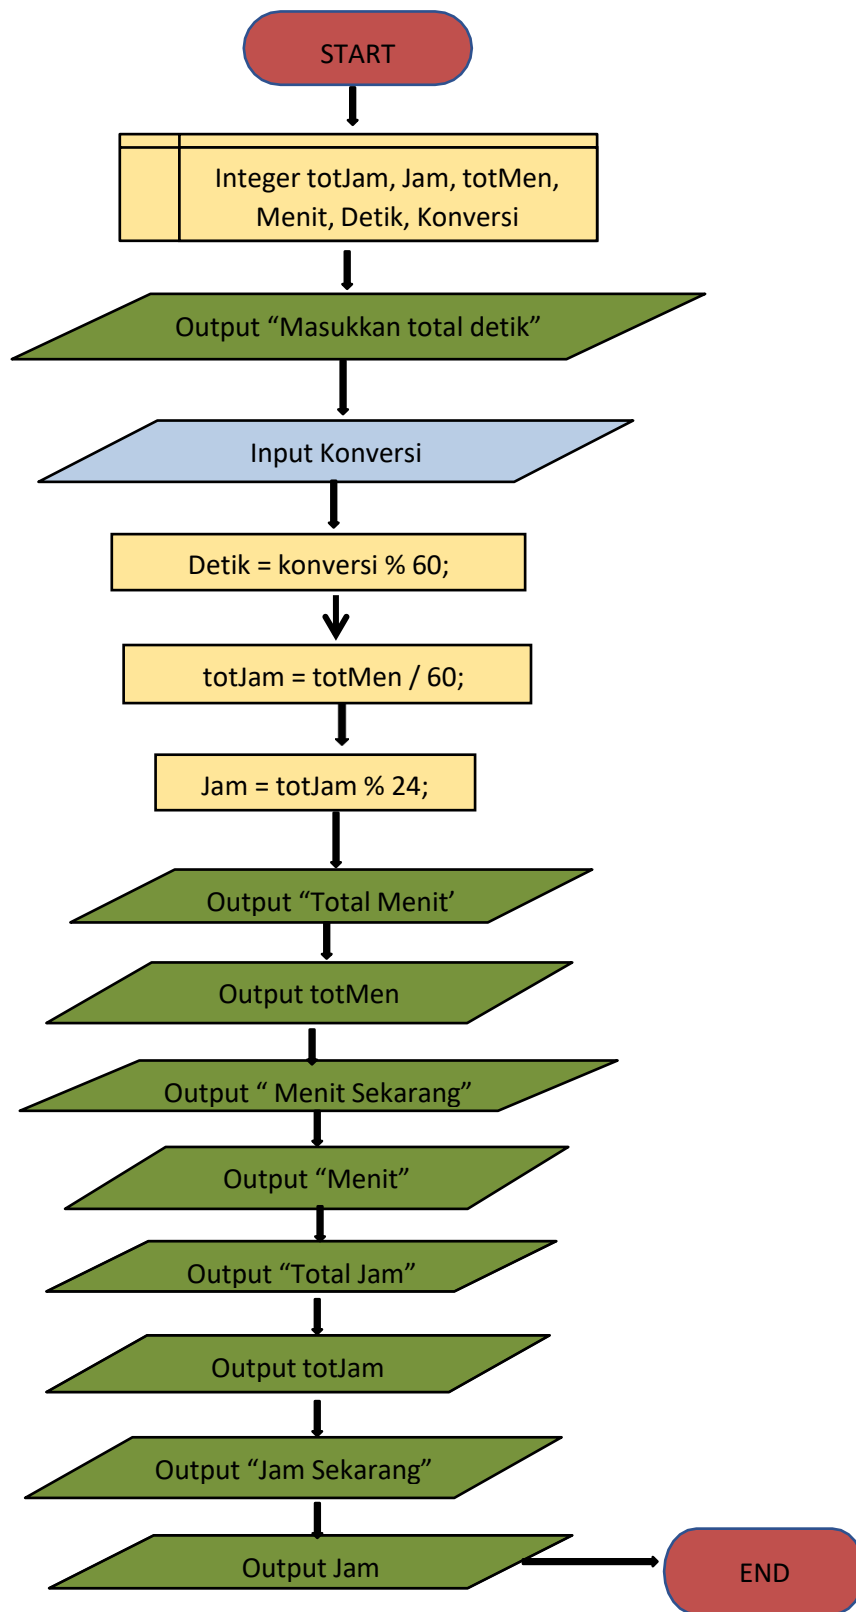 START
Integer totJam, Jam, totMen,
Menit, Detik, Konversi
Output “Masukkan total detik”
Input Konversi
Detik = konversi % 60;
totJam = totMen / 60;
Jam = totJam % 24;
Output “Total Menit’
Output totMen
Output “ Menit Sekarang”
Output “Menit”
Output “Total Jam”
Output totJam
Output “Jam Sekarang”
Output Jam
END